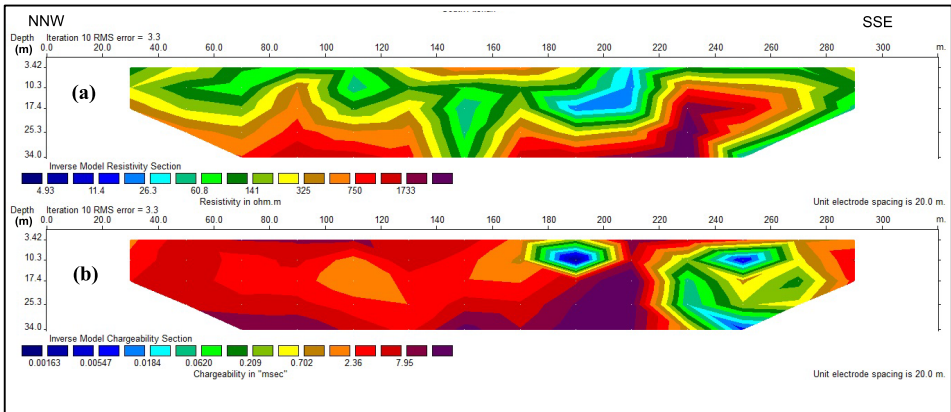 NNW SSE
Depth Iteration 10 RMS error = 3.3
(m) 0.0 20.0 40.0 60.0 80.0 100 120 140 160 180 200 220 240 260 280 300 m.
3.42
10.3
(a)
17.4
25.3
34.0
Inverse Model Resistivity Section
4.93 11.4 26.3 60.8 141 325 750 1733
Resistivity in ohm.m Unit electrode spacing is 20.0 m.
Depth Iteration 10 RMS error = 3.3
(m) 0.0 20.0 40.0 60.0 80.0 100 120 140 160 180 200 220 240 260 280 300 m.
3.42
10.3
(b)
17.4
25.3
34.0
Inverse Model Chargeability Section
0.00163 0.00547 0.0184 0.0620 0.209 0.702 2.36 7.95
Chargeability in "msec" Unit electrode spacing is 20.0 m.